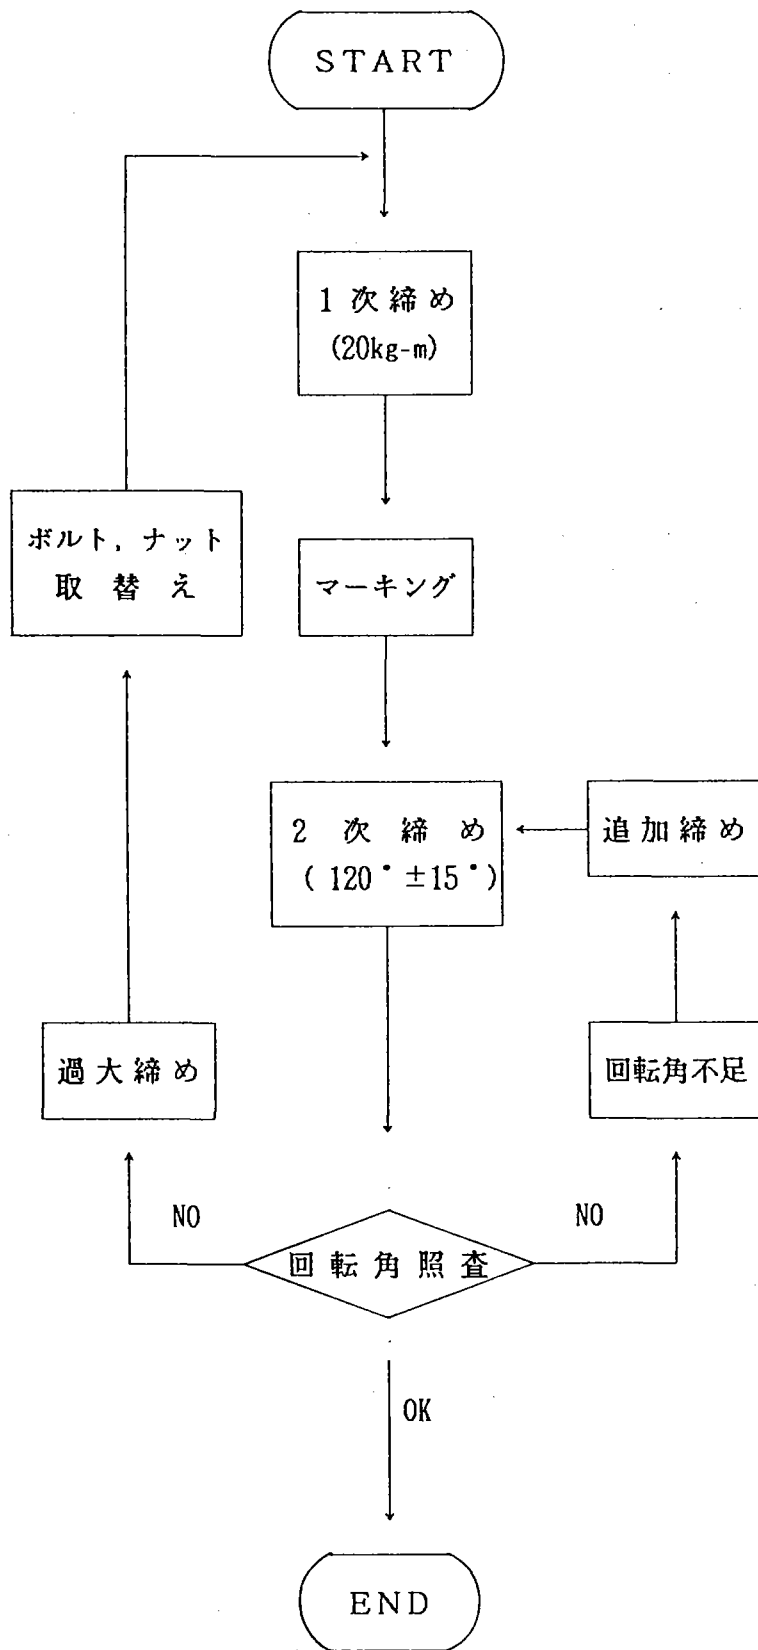 START
1次締め
(20kg-m)
ボルト, ナット
取替え
マーキング
2次締め
(120°±15°)
追加締め
過大締め
回転角不足
NO
NO
回転角照査
OK
END